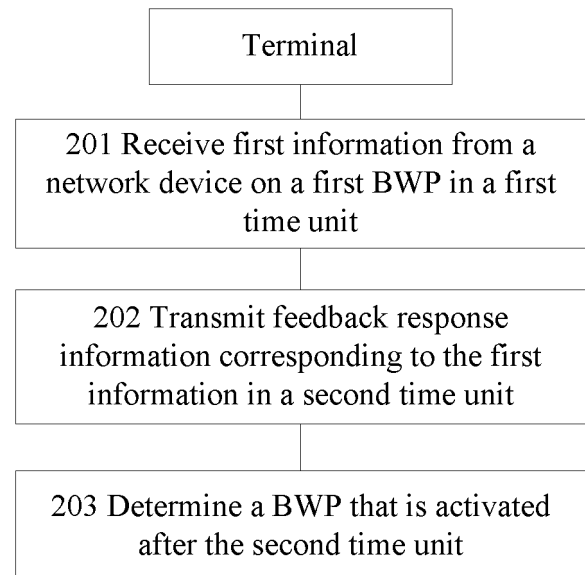 Terminal
201 Receive first information from a
network device on a first BWP in a first
time unit
202 Transmit feedback response
information corresponding to the first
information in a second time unit
203 Determine a BWP that is activated
after the second time unit